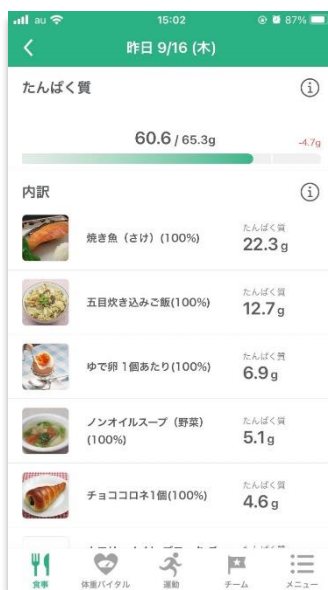 au 15:02 87%
昨日 9/16 (木)
たんぱく質
60.6 / 65.3g
-4.7g
内訳
焼き魚（さけ）(100%)
たんぱく質
22.3 g
五目炊き込みご飯(100%)
たんぱく質
12.7 g
ゆで卵 1個あたり(100%)
たんぱく質
6.9 g
ノンオイルスープ（野菜）
(100%)
たんぱく質
5.1 g
チョココロネ1個(100%)
たんぱく質
4.6 g
食事 体重バイタル 運動 チーム メニュー